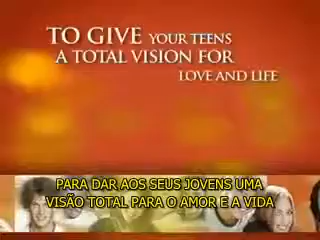 TO GIVE YOUR TEENS
A TOTAL VISION FOR
LOVE AND LIFE
PARA DAR AOS SEUS JOVENS UMA
VISÃO TOTAL PARA O AMOR E A VIDA